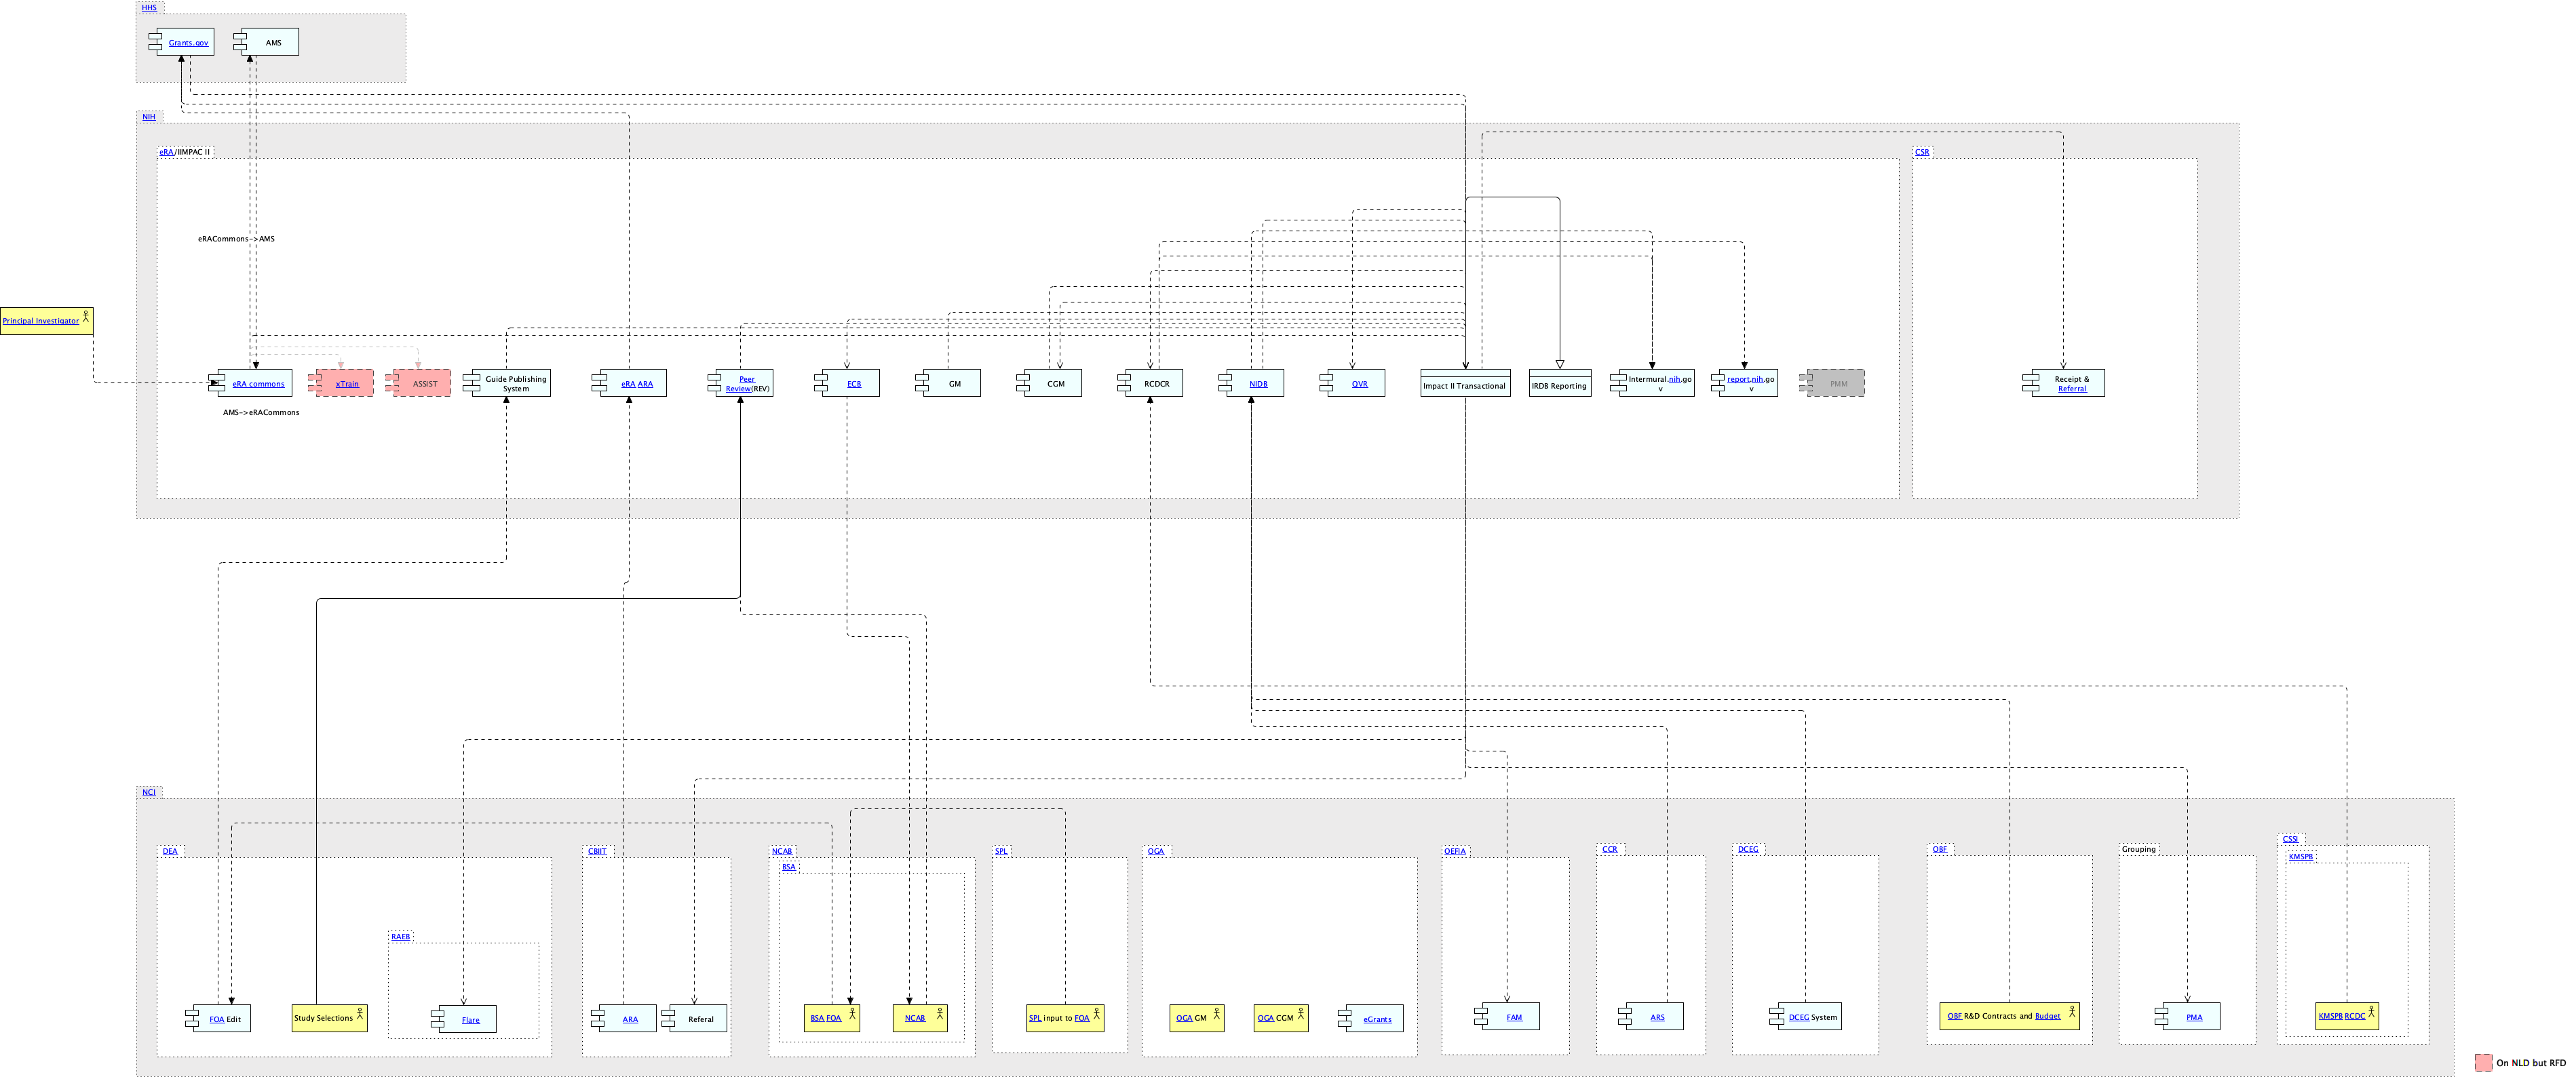 HHS
Grants.gov
AMS
NIH
eRA/IIMPAC II
CSR
eRACommons->AMS
Principal Investigator
eRA commons
xTrain
ASSIST
Guide Publishing
System
eRA ARA
Peer
Review(REV)
ECB
GM
CGM
RCDCR
NIDB
QVR
Impact II Transactional
IRDB Reporting
Intermural.nih.go
v
report.nih.go
v
PMM
Receipt &
Referral
AMS->eRACommons
NCI
DEA
CBIIT
NCAB
BSA
SPL
OGA
OEFIA
CCR
DCEG
OBF
Grouping
CSSI
KMSPB
RAEB
FOA Edit
Study Selections
Flare
ARA
Referal
BSA FOA
NCAB
SPL input to FOA
OGA GM
OGA CGM
eGrants
FAM
ARS
DCEG System
OBF R&D Contracts and Budget
PMA
KMSPB RCDC
On NLD but RFD